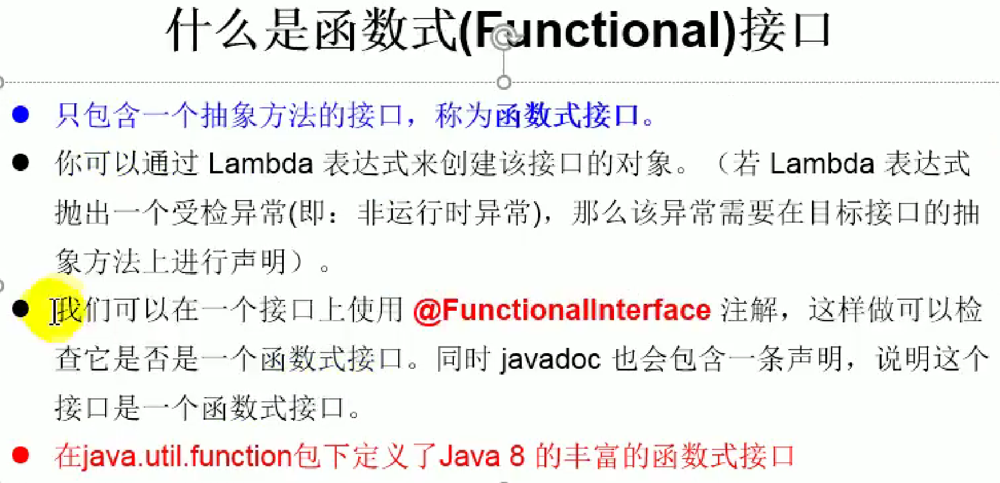 什么是函数式(Functional)接口
只包含一个抽象方法的接口，称为函数式接口。
你可以通过 Lambda 表达式来创建该接口的对象。（若 Lambda 表达式
抛出一个受检异常(即：非运行时异常)，那么该异常需要在目标接口的抽
象方法上进行声明）。
我们可以在一个接口上使用 @FunctionalInterface 注解，这样做可以检
查它是否是一个函数式接口。同时 javadoc 也会包含一条声明，说明这个
接口是一个函数式接口。
在java.util.function包下定义了Java 8 的丰富的函数式接口